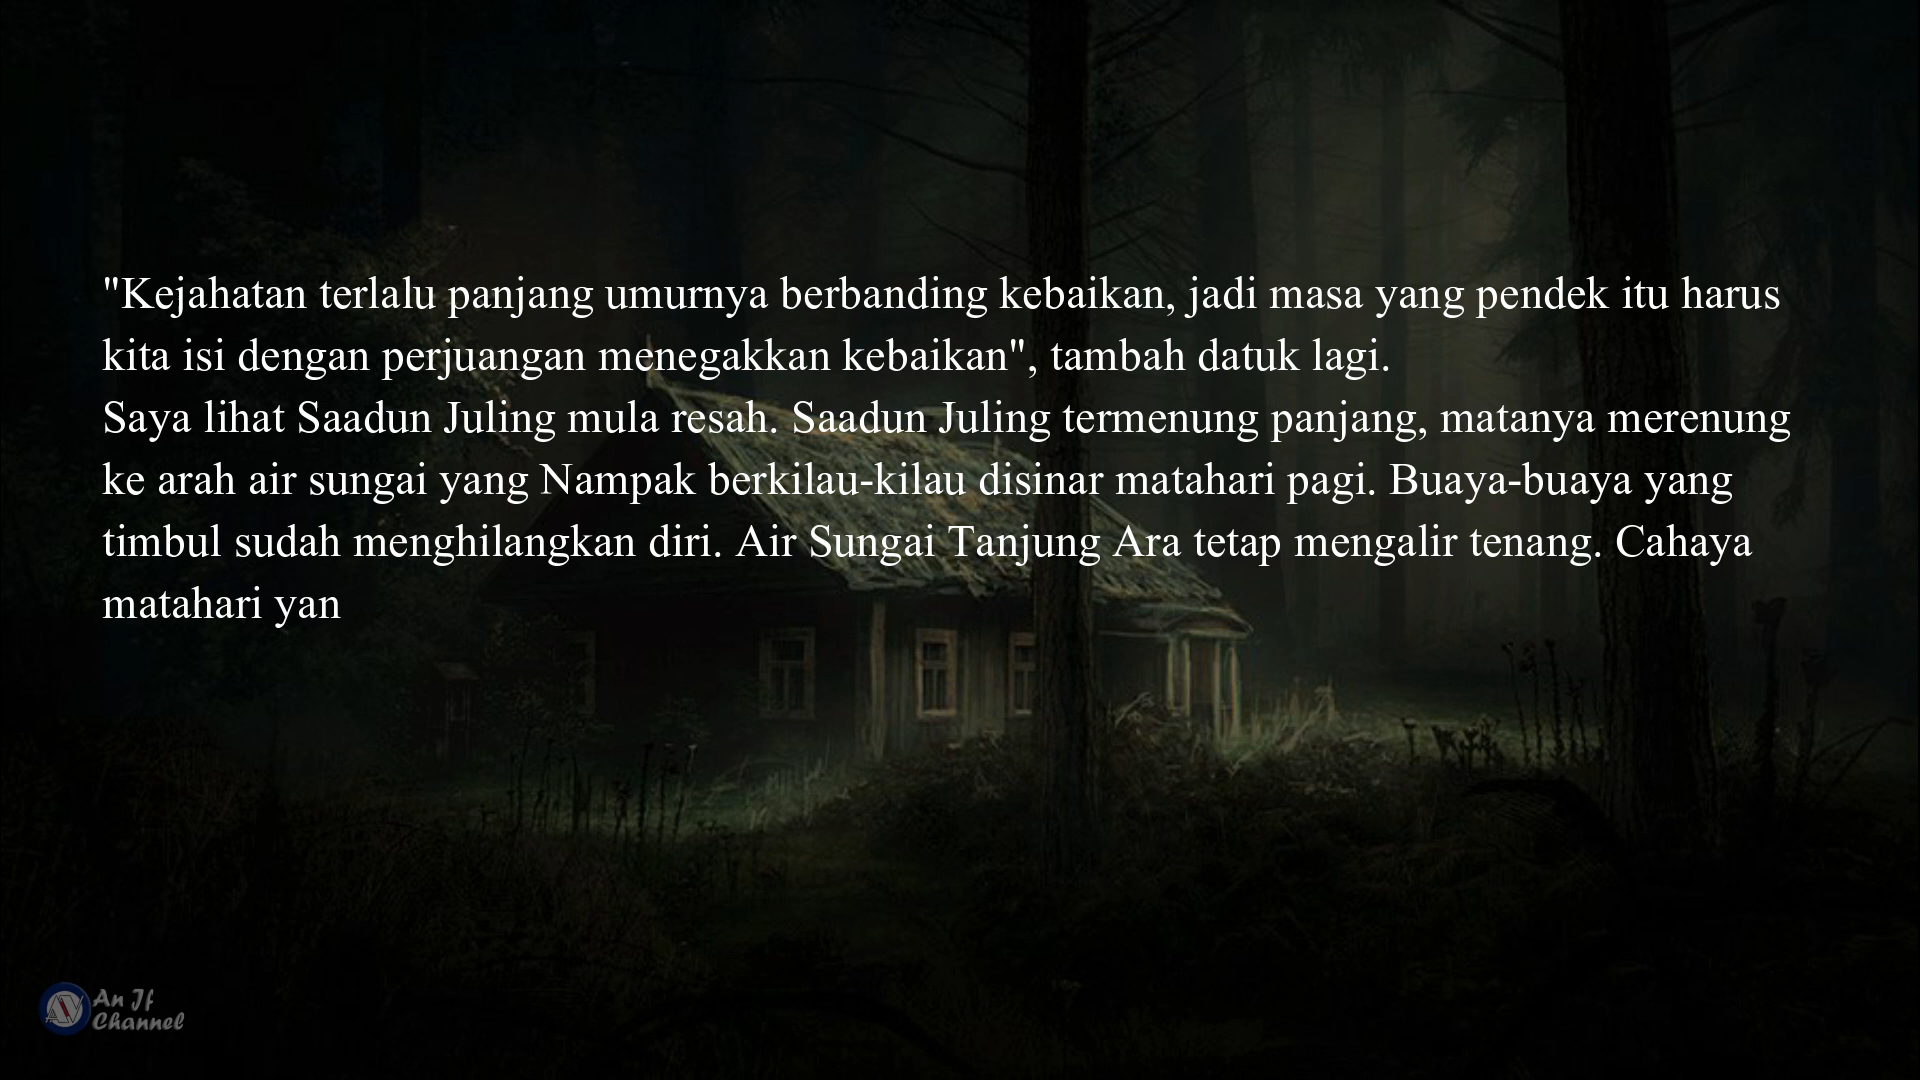 "Kejahatan terlalu panjang umurnya berbanding kebaikan, jadi masa yang pendek itu harus
kita isi dengan perjuangan menegakkan kebaikan", tambah datuk lagi.
Saya lihat Saadun Juling mula resah. Saadun Juling termenung panjang, matanya merenung
ke arah air sungai yang Nampak berkilau-kilau disinar matahari pagi. Buaya-buaya yang
timbul sudah menghilangkan diri. Air Sungai Tanjung Ara tetap mengalir tenang. Cahaya
matahari yan
An If
Channel